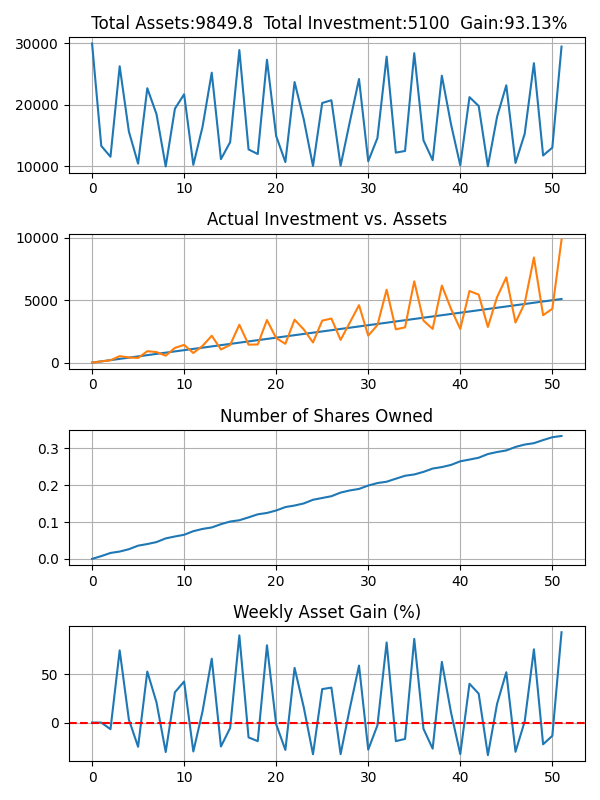 Total Assets:9849.8 Total Investment:5100 Gain:93.13%
30000
20000
10000
0 10 20 30 40 50
Actual Investment vs. Assets
10000
5000
0
0 10 20 30 40 50
Number of Shares Owned
0.3
0.2
0.1
0.0
0 10 20 30 40 50
Weekly Asset Gain (%)
50
0
0 10 20 30 40 50